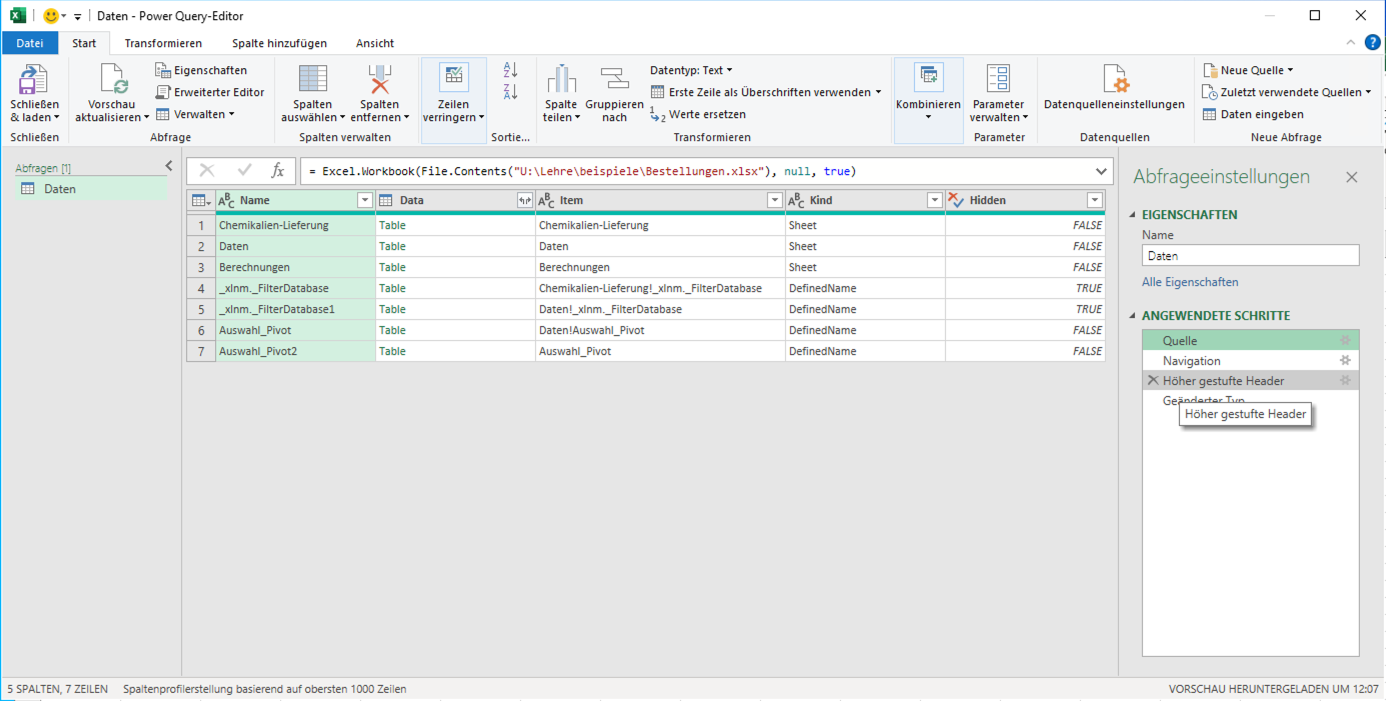 Daten - Power Query-Editor
Datei Start Transformieren Spalte hinzufügen Ansicht
Schließen & laden
Schließen
Vorschau aktualisieren
Eigenschaften
Erweiterter Editor
Verwalten
Abfrage
Spalten auswählen
Spalten entfernen
Spalten verwalten
Zeilen verringern
Sortie...
Spalte teilen
Gruppieren nach
Datentyp: Text
Erste Zeile als Überschriften verwenden
Werte ersetzen
Transformieren
Kombinieren
Parameter verwalten
Parameter
Datenquelleneinstellungen
Datenquellen
Neue Quelle
Zuletzt verwendete Quellen
Daten eingeben
Neue Abfrage
Abfragen [1]
Daten
fx
= Excel.Workbook(File.Contents("U:\Lehre\beispiele\Bestellungen.xlsx"), null, true)
Name Data Item Kind Hidden
1 Chemikalien-Lieferung Table Chemikalien-Lieferung Sheet FALSE
2 Daten Table Daten Sheet FALSE
3 Berechnungen Table Berechnungen Sheet FALSE
4 _xlnm._FilterDatabase Table Chemikalien-Lieferung!_xlnm._FilterDatabase DefinedName TRUE
5 _xlnm._FilterDatabase1 Table Daten!_xlnm._FilterDatabase DefinedName TRUE
6 Auswahl_Pivot Table Daten!Auswahl_Pivot DefinedName FALSE
7 Auswahl_Pivot2 Table Auswahl_Pivot DefinedName FALSE
Abfrageeinstellungen
EIGENSCHAFTEN
Name
Daten
Alle Eigenschaften
ANGEWENDETE SCHRITTE
Quelle
Navigation
Höher gestufte Header
Geänderter Typ
Höher gestufte Header
5 SPALTEN, 7 ZEILEN Spaltenprofilerstellung basierend auf obersten 1000 Zeilen
VORSCHAU HERUNTERGELADEN UM 12:07